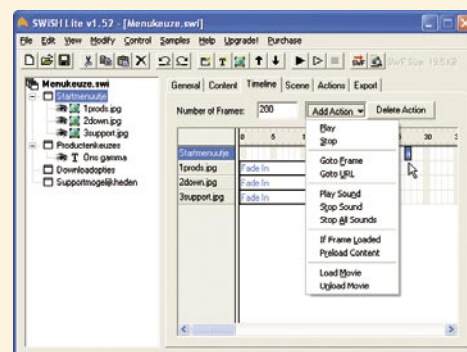 SWiSH Lite v1.52 - [Menukeuze.swi]
File Edit View Modify Control Samples Help Upgrade! Purchase
SWF Size 19.5 KB
Menukeuze.swi
Startmenuutje
1prods.jpg
2down.jpg
3support.jpg
Productenkeuzes
T Ons gamma
Downloadopties
Supportmogelijkheden
General Content Timeline Scene Actions Export
Number of Frames: 200 Add Action Delete Action
0 5 30 3
Startmenuutje
1prods.jpg Fade In
2down.jpg Fade In
3support.jpg Fade In
Play
Stop
Goto Frame
Goto URL
Play Sound
Stop Sound
Stop All Sounds
If Frame Loaded
Preload Content
Load Movie
Unload Movie